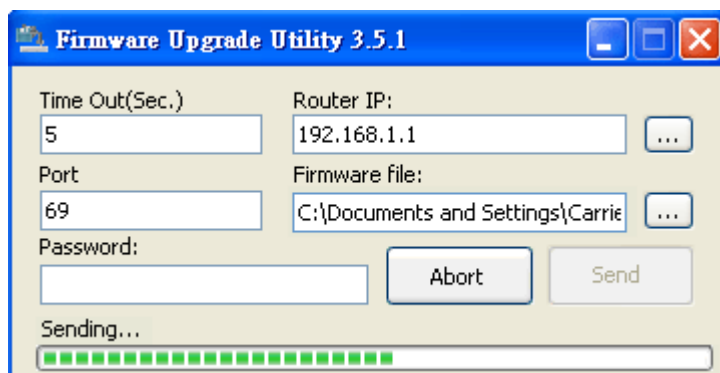 Firmware Upgrade Utility 3.5.1
Time Out(Sec.) Router IP:
5 192.168.1.1 ...
Port Firmware file:
69 C:\Documents and Settings\Carrie ...
Password:
Abort Send
Sending...